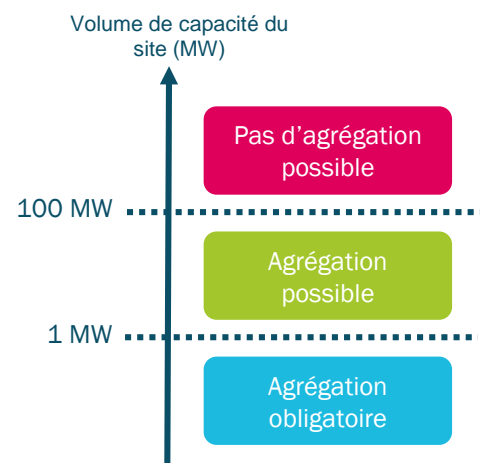 Volume de capacité du
site (MW)
Pas d'agrégation
possible
100 MW
Agrégation
possible
1 MW
Agrégation
obligatoire